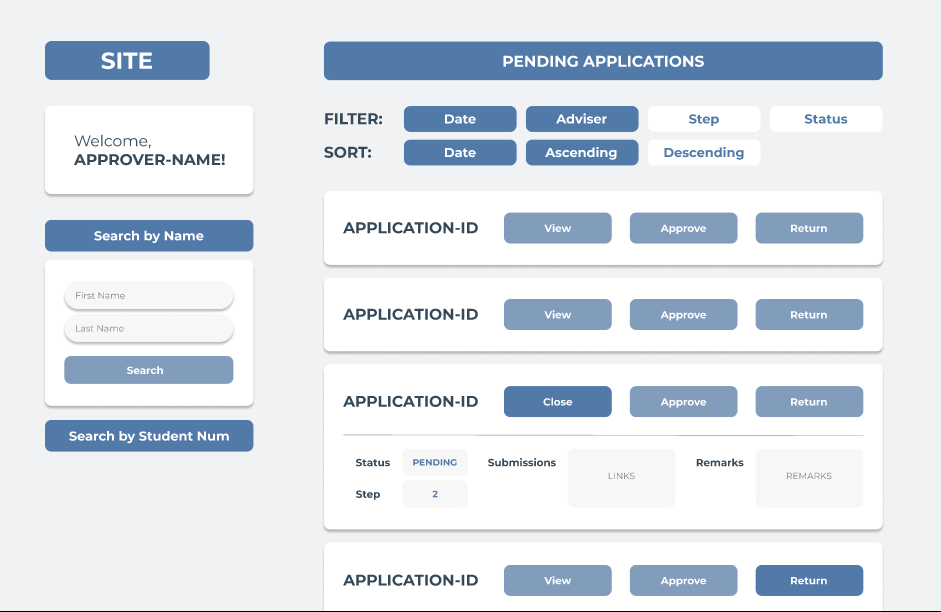 SITE
Welcome,
APPROVER-NAME!
Search by Name
First Name
Last Name
Search
Search by Student Num
PENDING APPLICATIONS
FILTER: Date Adviser Step Status
SORT: Date Ascending Descending
APPLICATION-ID View Approve Return
APPLICATION-ID View Approve Return
APPLICATION-ID Close Approve Return
Status PENDING Submissions LINKS Remarks REMARKS
Step 2
APPLICATION-ID View Approve Return